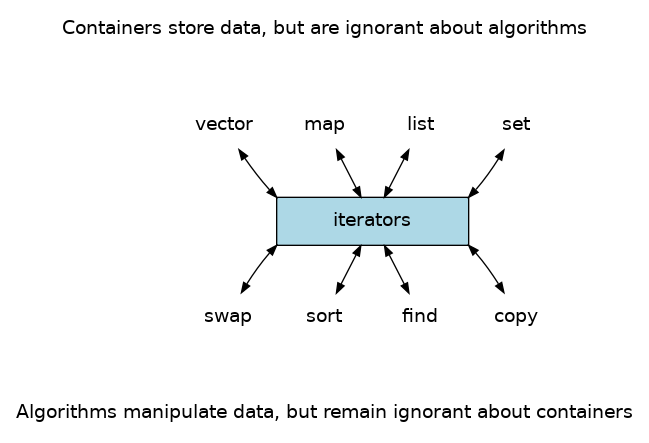 Containers store data, but are ignorant about algorithms
vector map list set
iterators
swap sort find copy
Algorithms manipulate data, but remain ignorant about containers